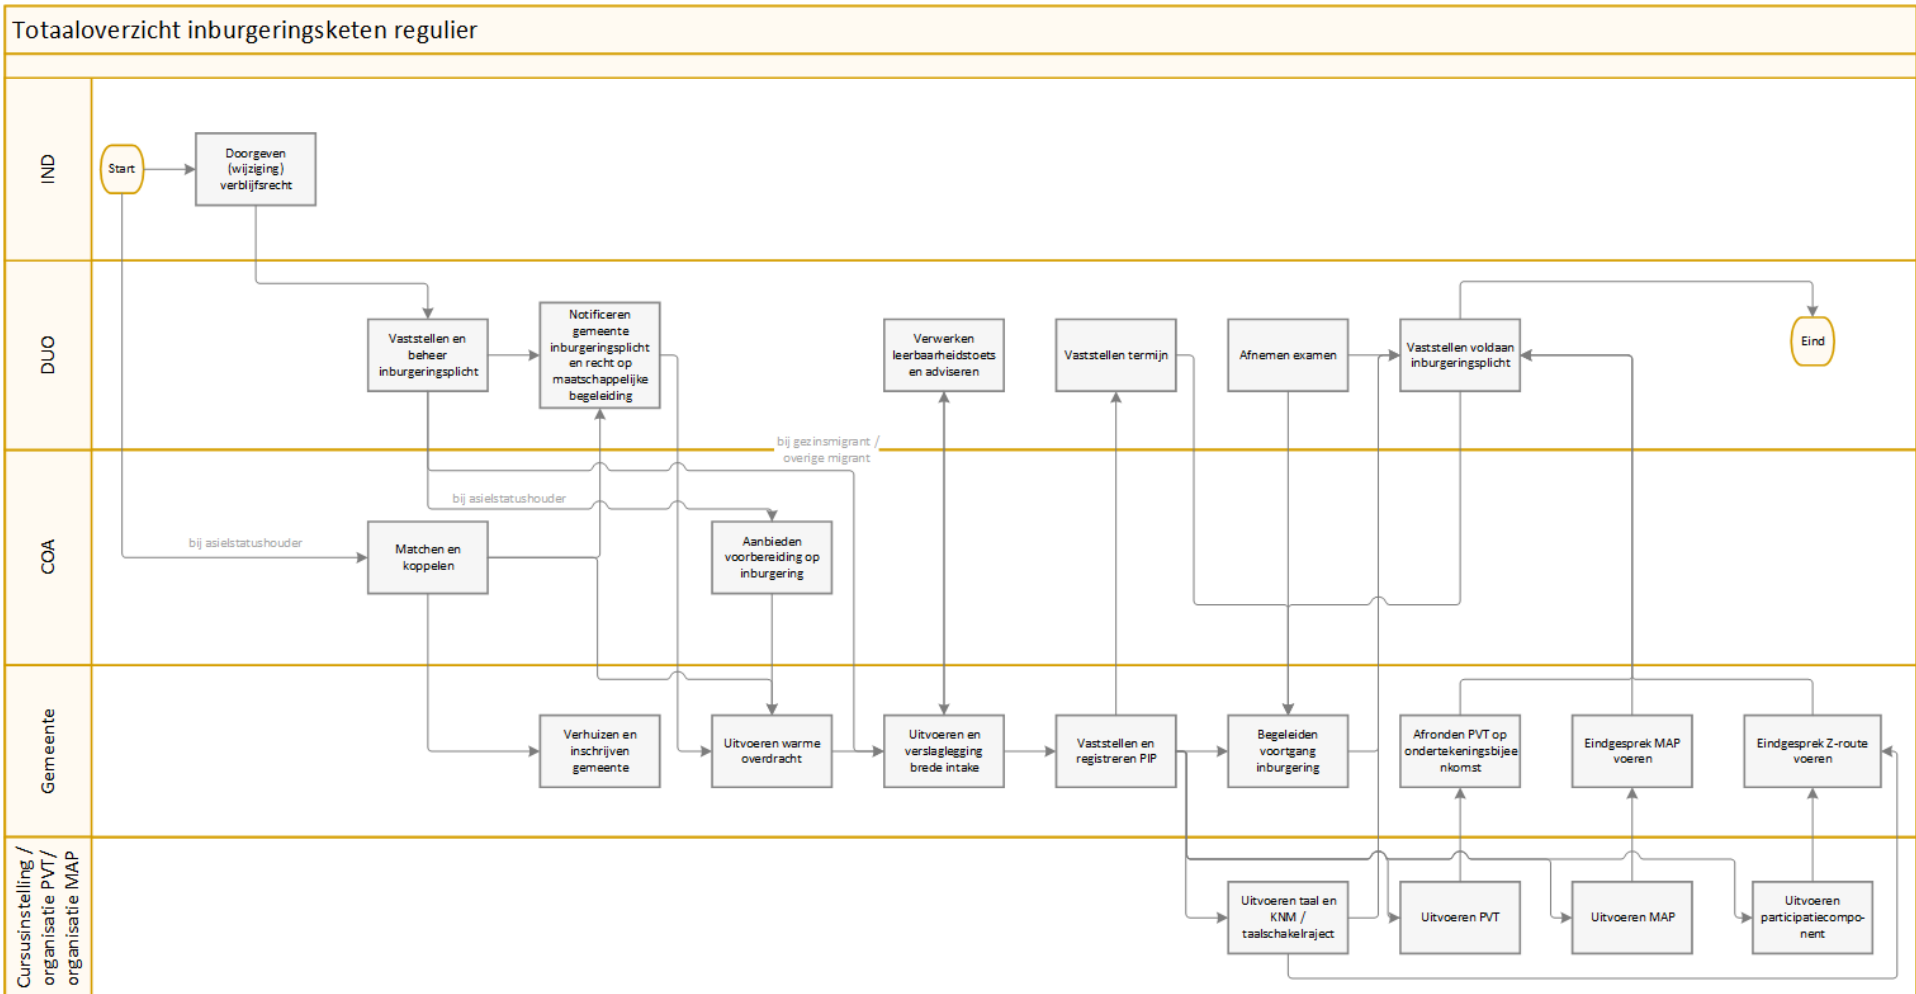 Totaaloverzicht inburgeringsketen regulier
IND
Start
Doorgeven
(wijziging)
verblijfsrecht
DUO
Vaststellen en
beheer
inburgeringsplicht
Notificeren
gemeente
inburgeringsplicht
en recht op
maatschappelijke
begeleiding
Verwerken
leerbaarheidstoets
en adviseren
Vaststellen termijn
Afnemen examen
Vaststellen voldaan
inburgeringsplicht
Eind
bij gezinsmigrant /
overige migrant
bij asielstatushouder
COA
bij asielstatushouder
Matchen en
koppelen
Aanbieden
voorbereiding op
inburgering
Gemeente
Verhuizen en
inschrijven
gemeente
Uitvoeren warme
overdracht
Uitvoeren en
verslaglegging
brede intake
Vaststellen en
registreren PIP
Begeleiden
voortgang
inburgering
Afronden PVT op
ondertekeningsbijee
nkomst
Eindgesprek MAP
voeren
Eindgesprek Z-route
voeren
Cursusinstelling /
organisatie PVT/
organisatie MAP
Uitvoeren taal en
KNM /
taalschakelraject
Uitvoeren PVT
Uitvoeren MAP
Uitvoeren
participatiecompo-
nent